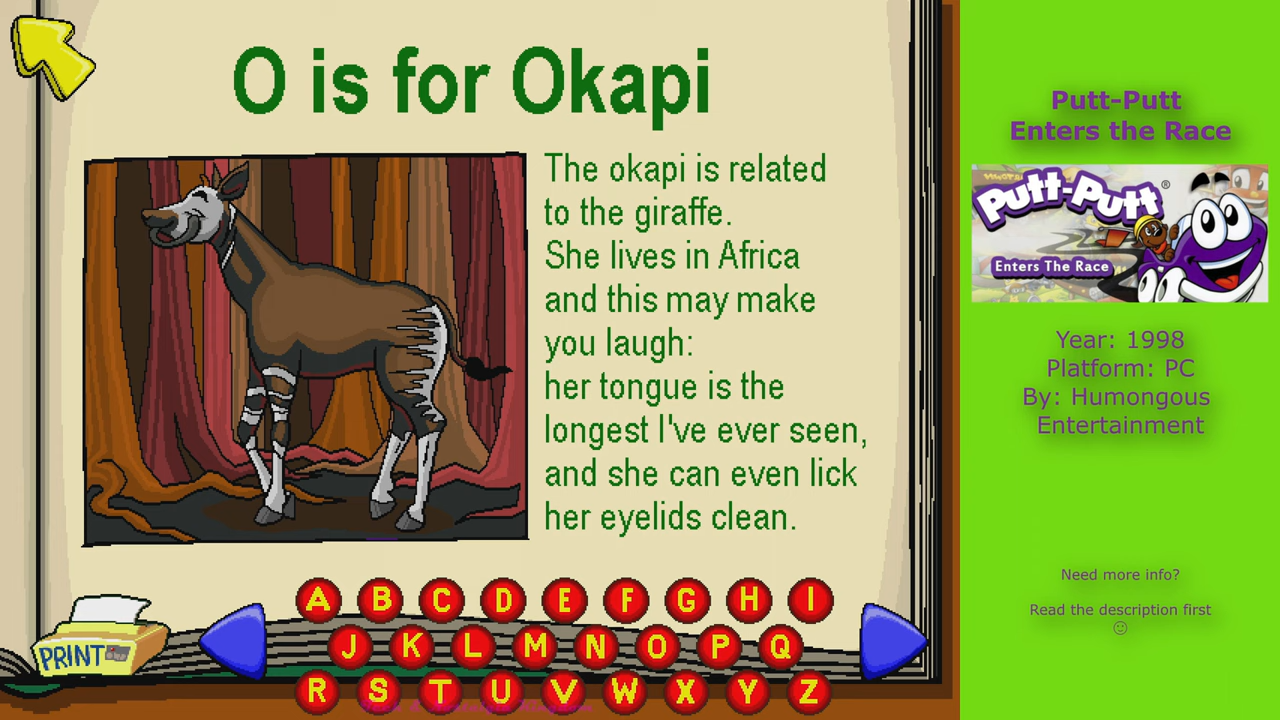 O is for Okapi
The okapi is related
to the giraffe.
She lives in Africa
and this may make
you laugh:
her tongue is the
longest I've ever seen,
and she can even lick
her eyelids clean.
PRINT
A B C D E F G H I
J K L M N O P Q
R S T U V W X Y Z
Putt-Putt
Enters the Race
Putt-Putt®
Enters The Race
Year: 1998
Platform: PC
By: Humongous
Entertainment
Need more info?
Read the description first
☺